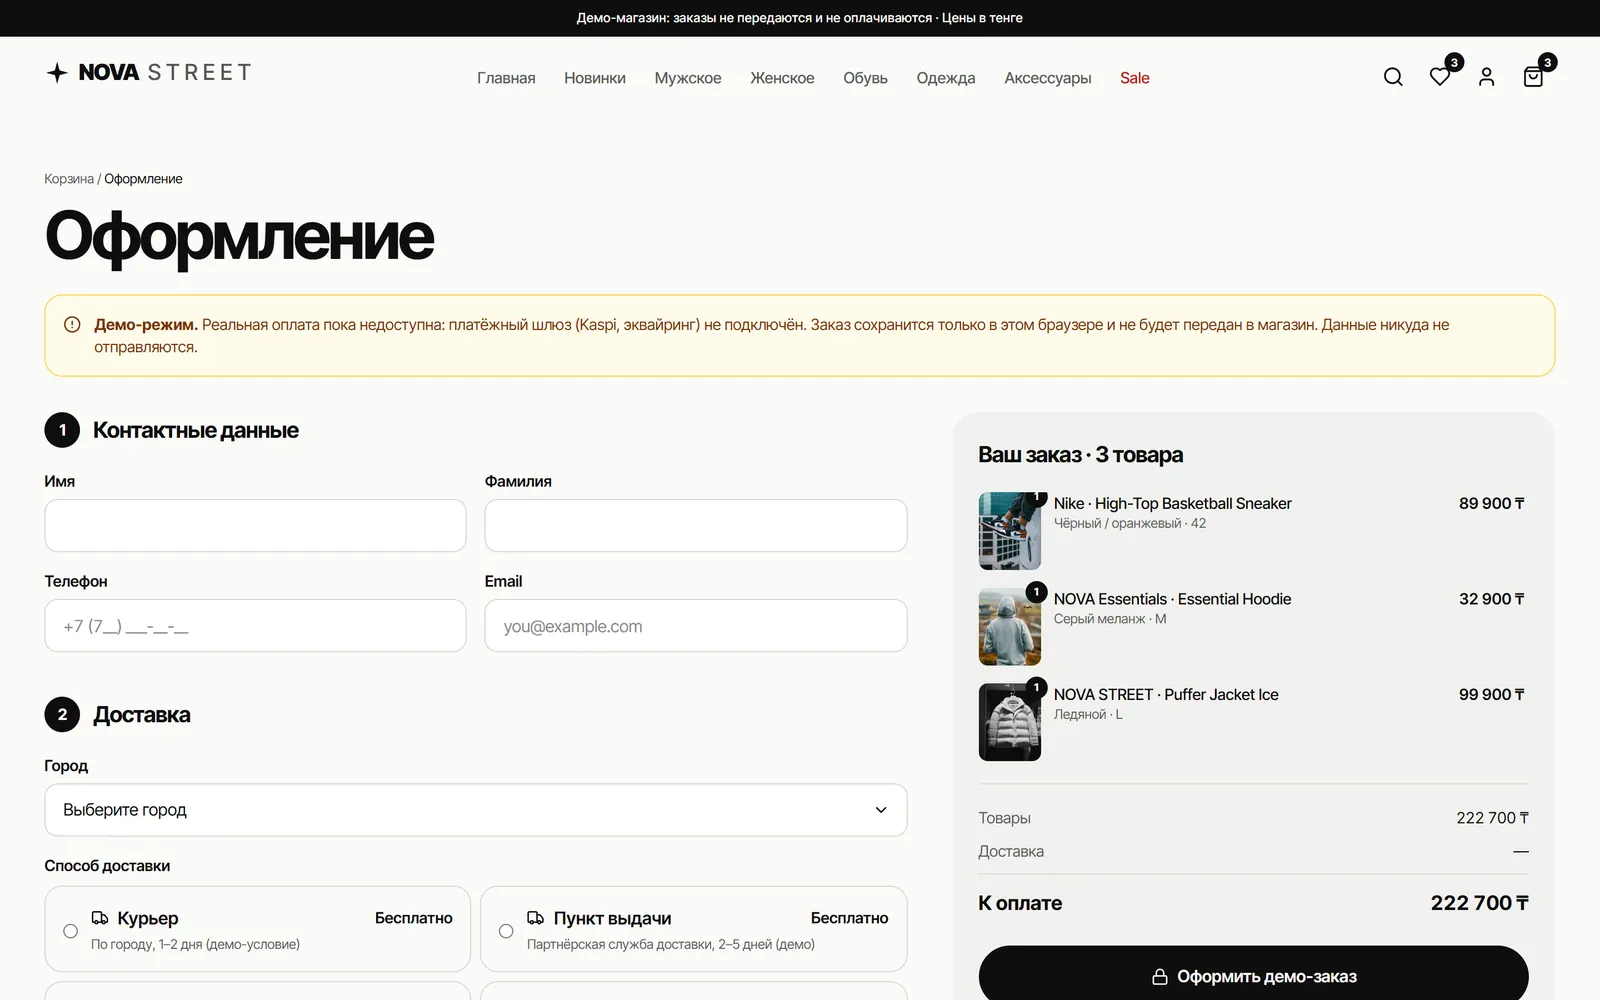 Демо-магазин: заказы не передаются и не оплачиваются · Цены в тенге
NOVA STREET
Главная Новинки Мужское Женское Обувь Одежда Аксессуары Sale
3 3
Корзина / Оформление
Оформление
Демо-режим. Реальная оплата пока недоступна: платёжный шлюз (Kaspi, эквайринг) не подключён. Заказ сохранится только в этом браузере и не будет передан в магазин. Данные никуда не
отправляются.
1 Контактные данные
Имя Фамилия
Телефон Email
+7 (7__) ___-__-__ you@example.com
2 Доставка
Город
Выберите город
Способ доставки
Курьер Бесплатно
По городу, 1–2 дня (демо-условие)
Пункт выдачи Бесплатно
Партнёрская служба доставки, 2–5 дней (демо)
Ваш заказ · 3 товара
1 Nike · High-Top Basketball Sneaker 89 900 ₸
Чёрный / оранжевый · 42
1 NOVA Essentials · Essential Hoodie 32 900 ₸
Серый меланж · M
1 NOVA STREET · Puffer Jacket Ice 99 900 ₸
Ледяной · L
Товары 222 700 ₸
Доставка —
К оплате 222 700 ₸
Оформить демо-заказ